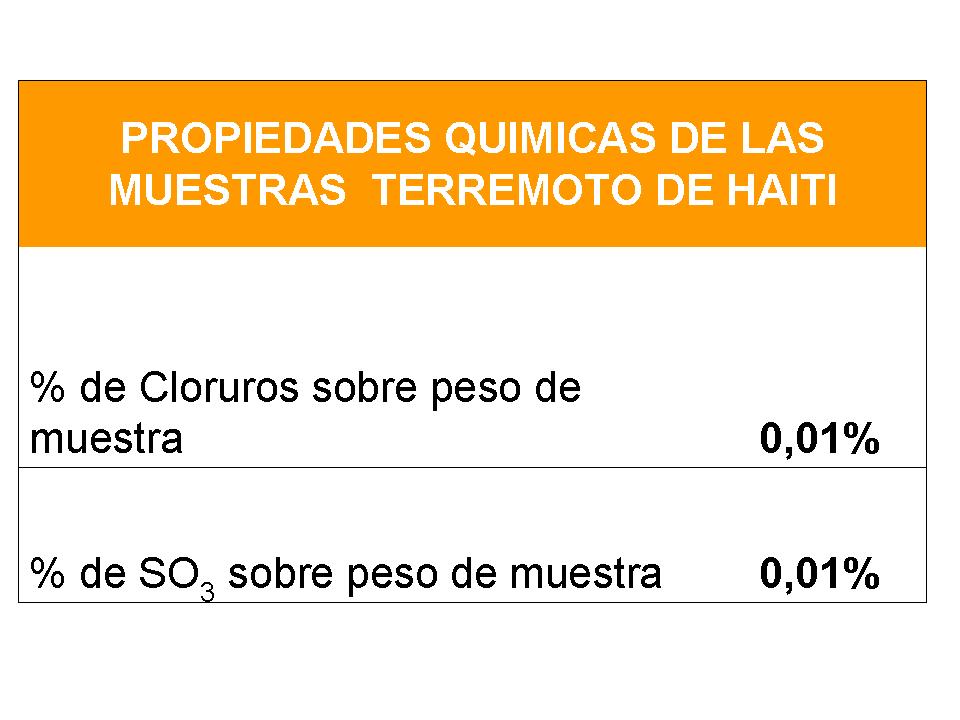 PROPIEDADES QUIMICAS DE LAS
MUESTRAS TERREMOTO DE HAITI
% de Cloruros sobre peso de
muestra 0,01%
% de SO₃ sobre peso de muestra 0,01%